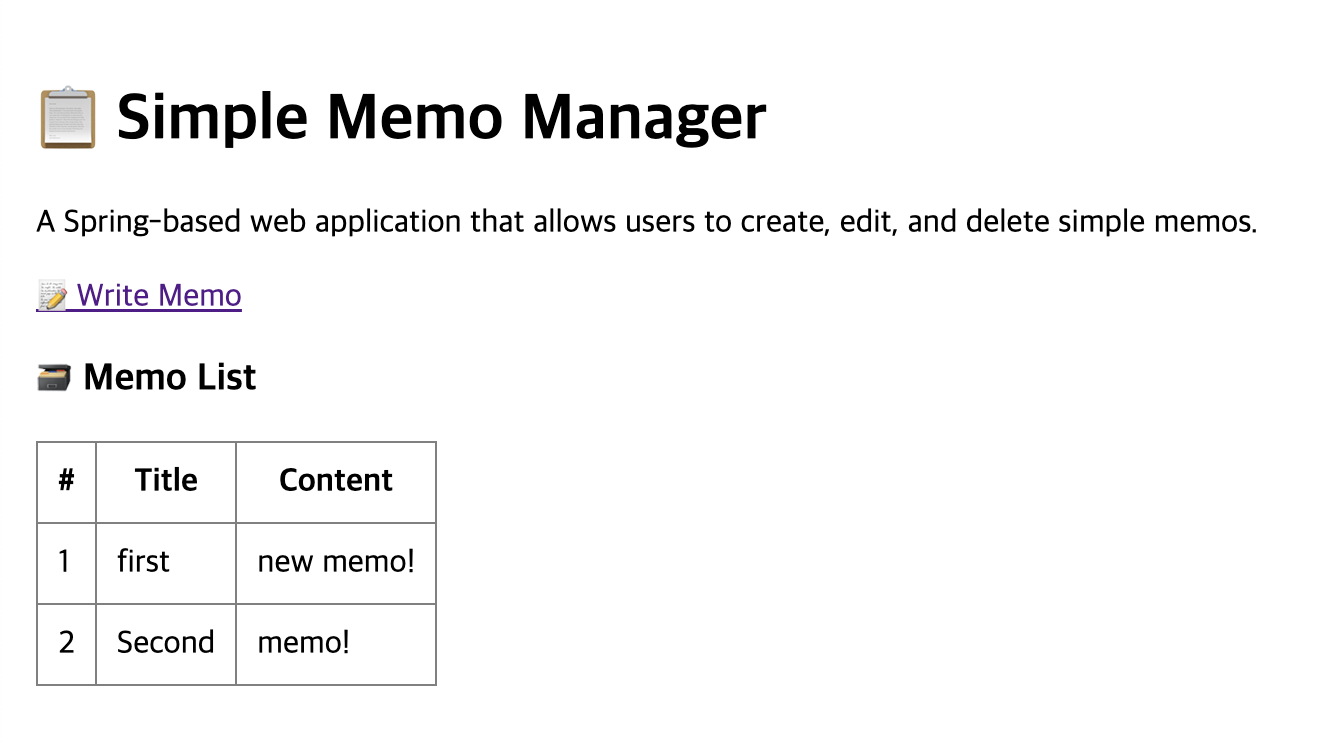 📋 Simple Memo Manager
A Spring-based web application that allows users to create, edit, and delete simple memos.
📝 Write Memo
🗃️ Memo List
# Title Content
1 first new memo!
2 Second memo!